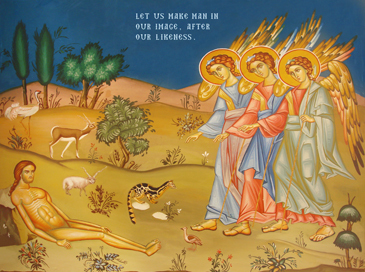 LET US MAKE MAN IN
OUR IMAGE, AFTER
OUR LIKENESS.